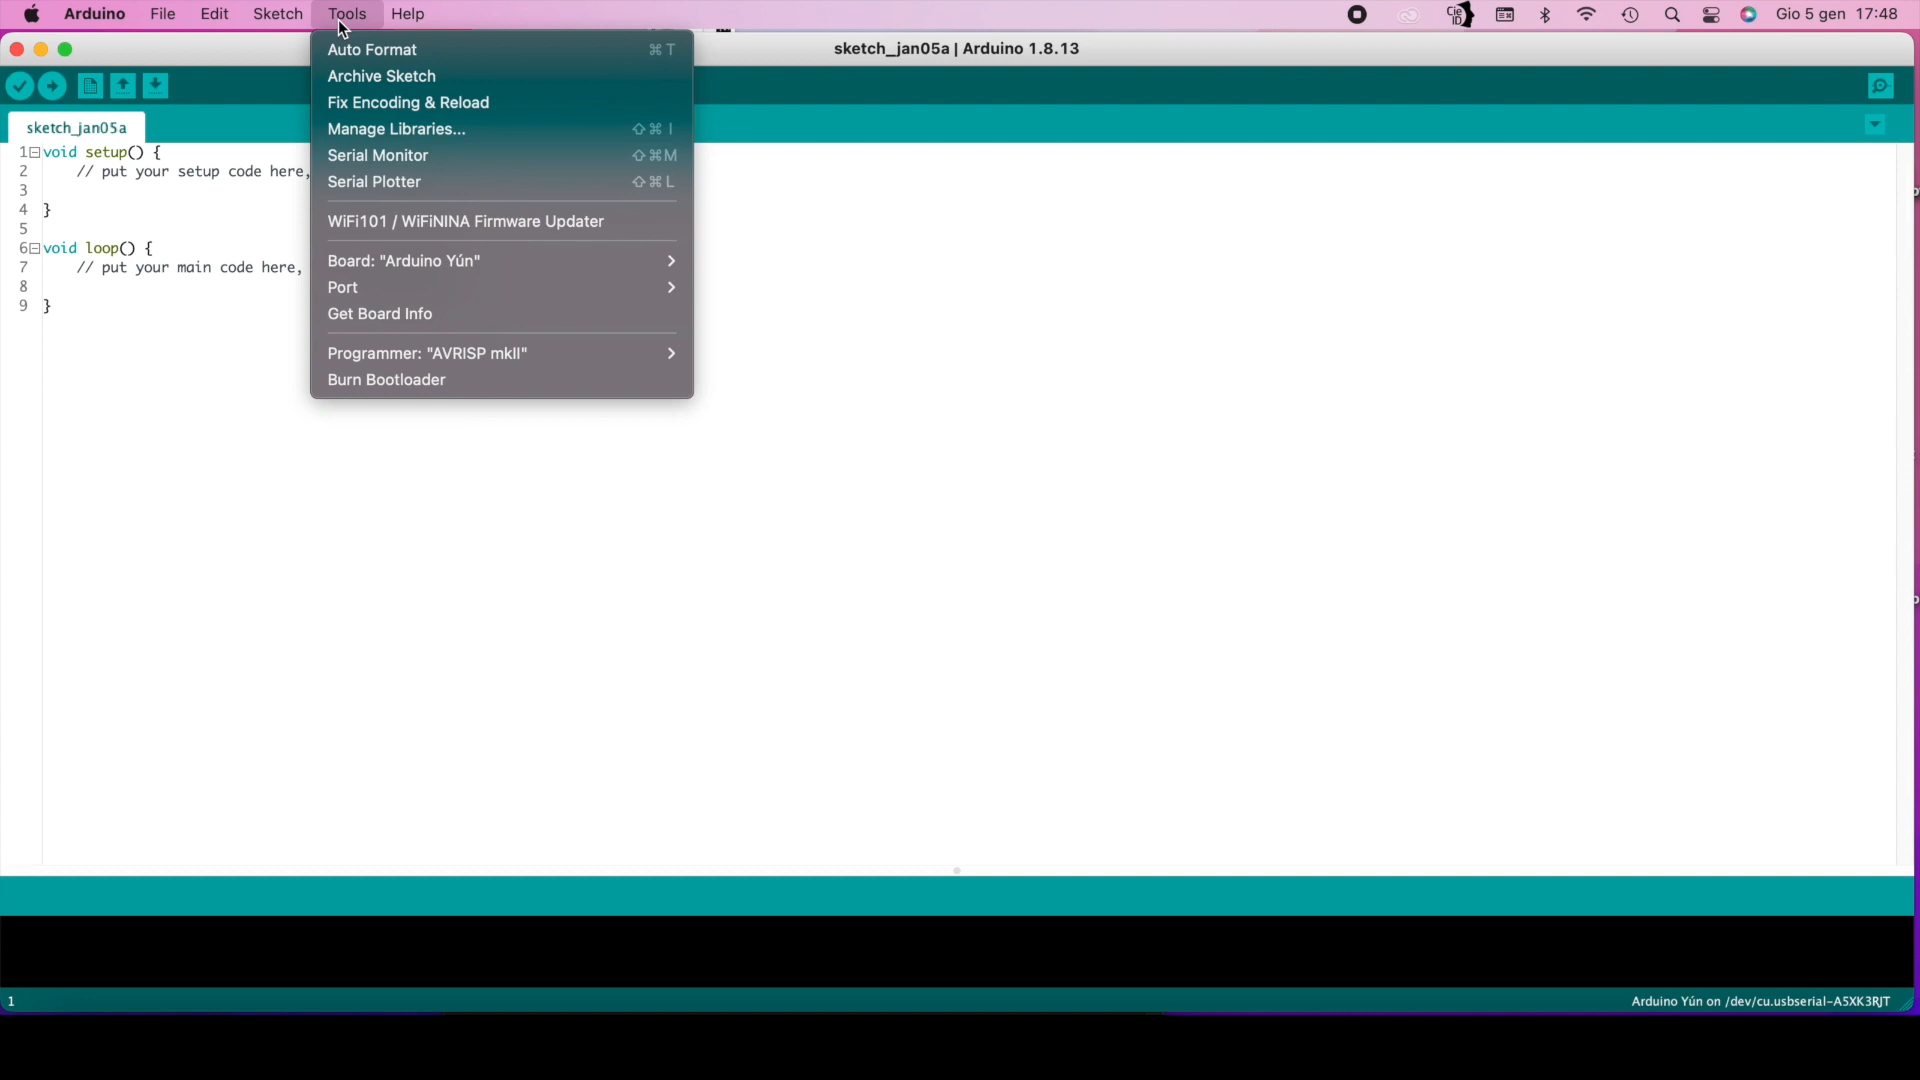 Arduino File Edit Sketch Tools Help
Cie ID Gio 5 gen 17:48
sketch_jan05a | Arduino 1.8.13
sketch_jan05a
Auto Format ⌘ T
Archive Sketch
Fix Encoding & Reload
Manage Libraries... ⇧ ⌘ I
Serial Monitor ⇧ ⌘ M
Serial Plotter ⇧ ⌘ L
WiFi101 / WiFiNINA Firmware Updater
Board: "Arduino Yún"
Port
Get Board Info
Programmer: "AVRISP mkII"
Burn Bootloader
1 void setup() {
2 // put your setup code here,
3
4 }
5
6 void loop() {
7 // put your main code here,
8
9 }
1
Arduino Yún on /dev/cu.usbserial-A5XK3RJT